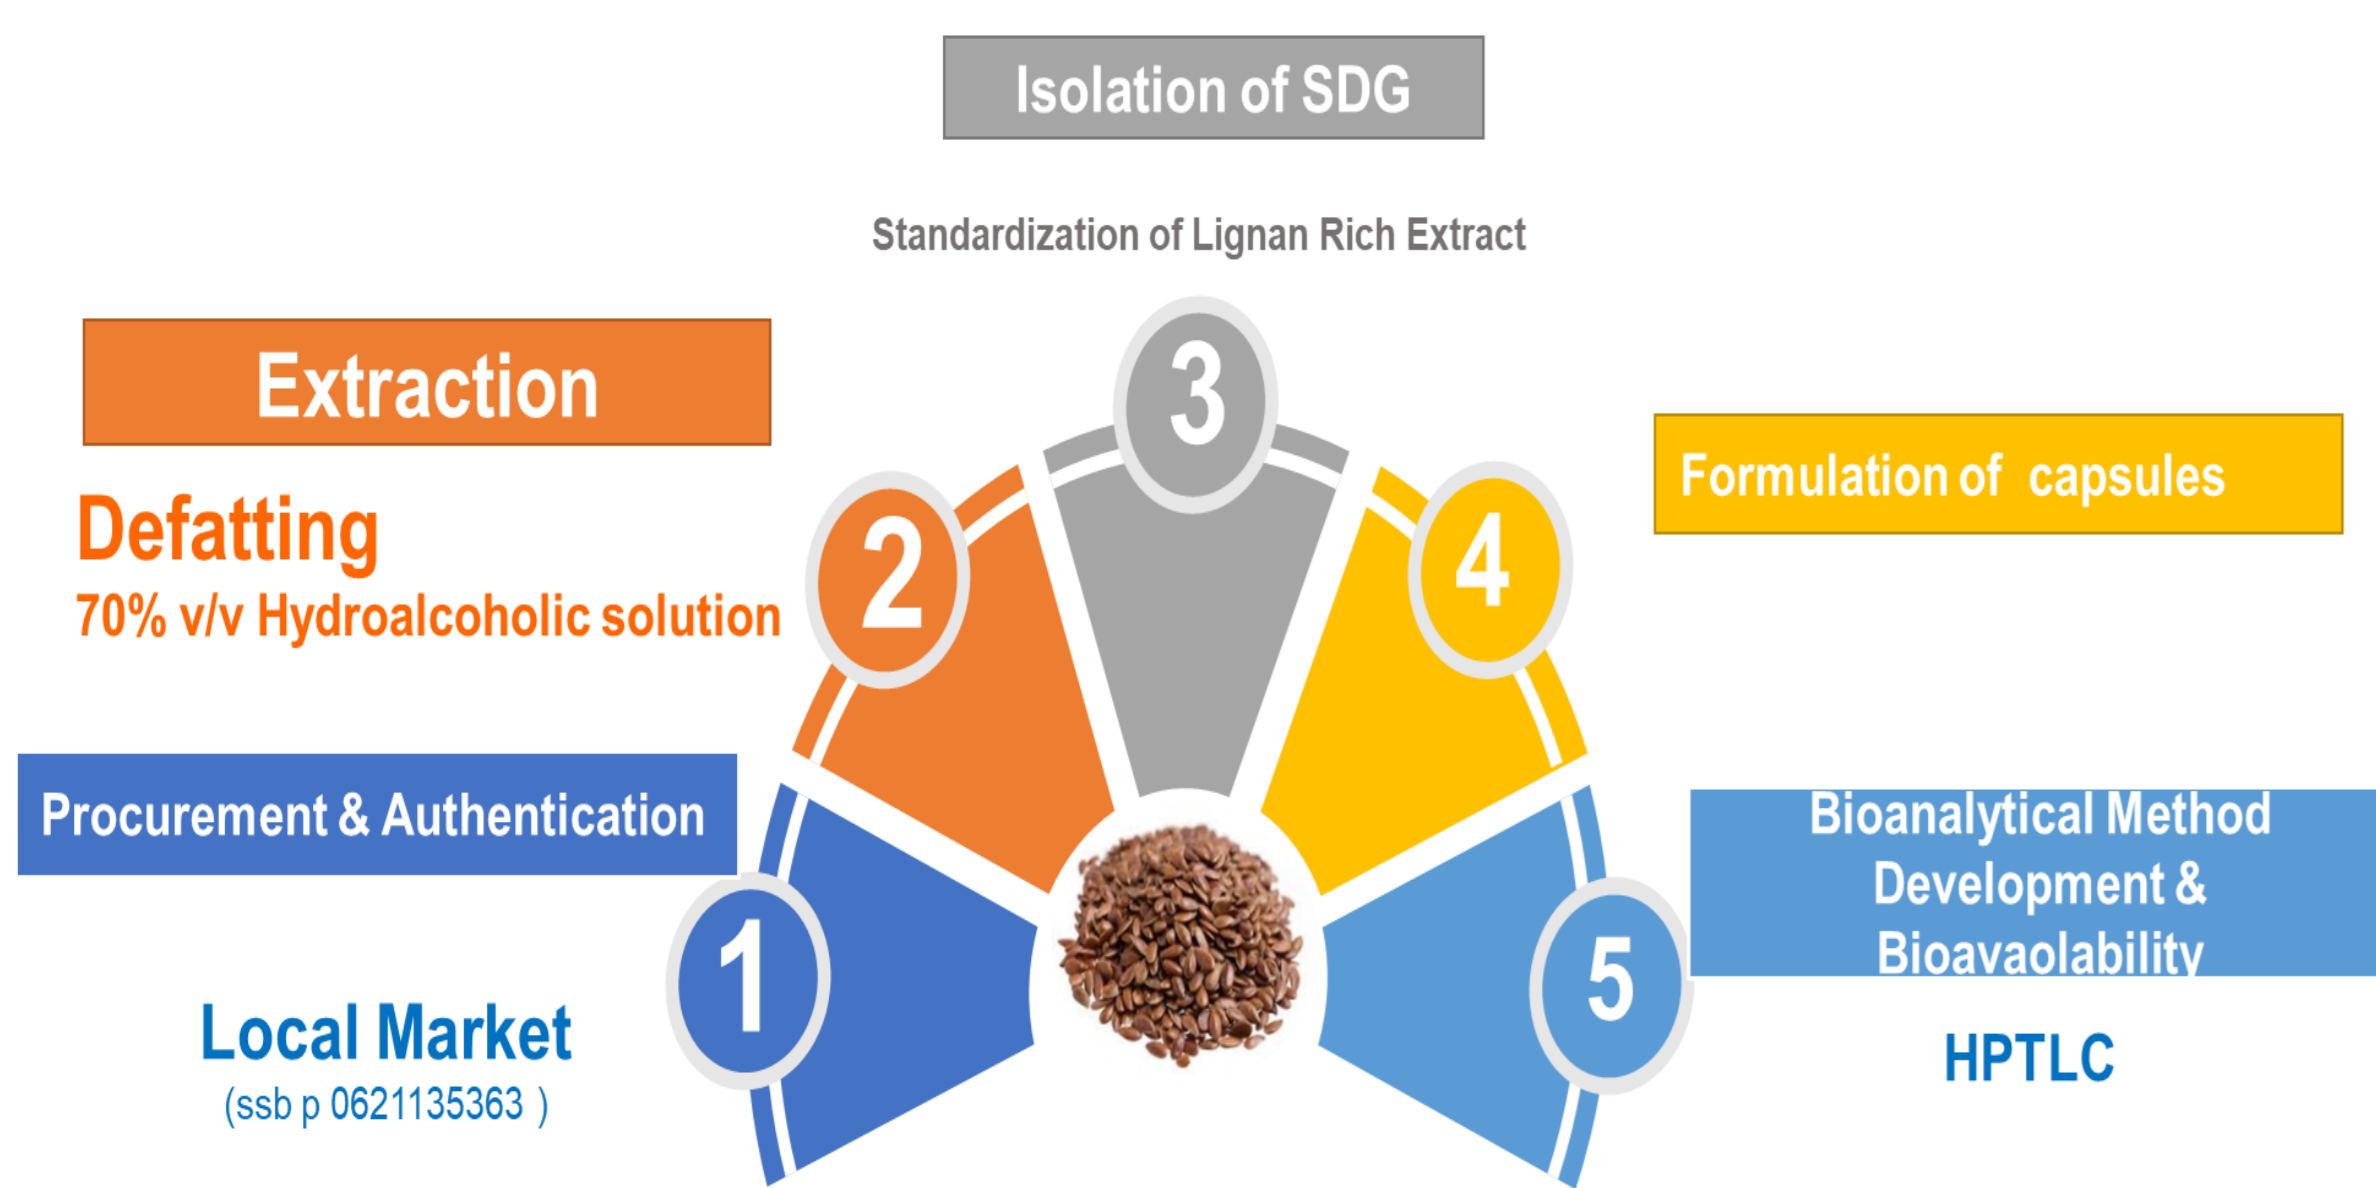 Isolation of SDG
Standardization of Lignan Rich Extract
3
Extraction
Defatting
70% v/v Hydroalcoholic solution
2
4
Formulation of capsules
Procurement & Authentication
1
Local Market
(ssb p 0621135363 )
5
Bioanalytical Method
Development &
Bioavaolability
HPTLC